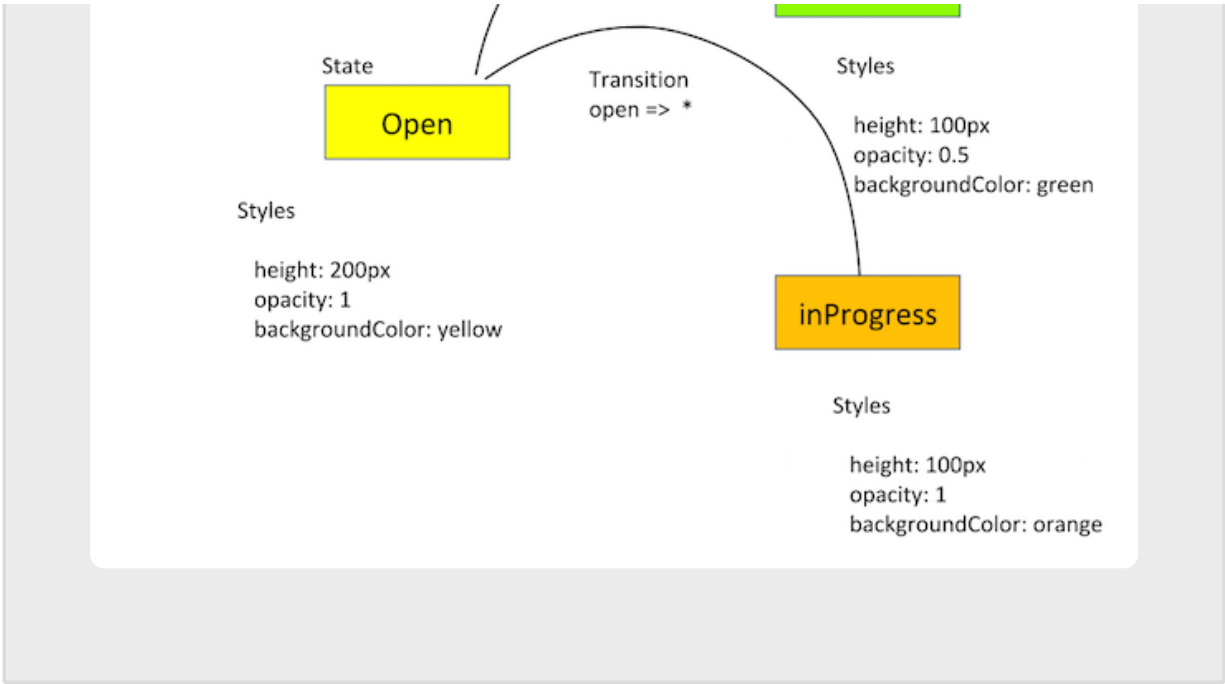 State
Open
Styles
height: 200px
opacity: 1
backgroundColor: yellow
Transition
open => *
Styles
height: 100px
opacity: 0.5
backgroundColor: green
inProgress
Styles
height: 100px
opacity: 1
backgroundColor: orange